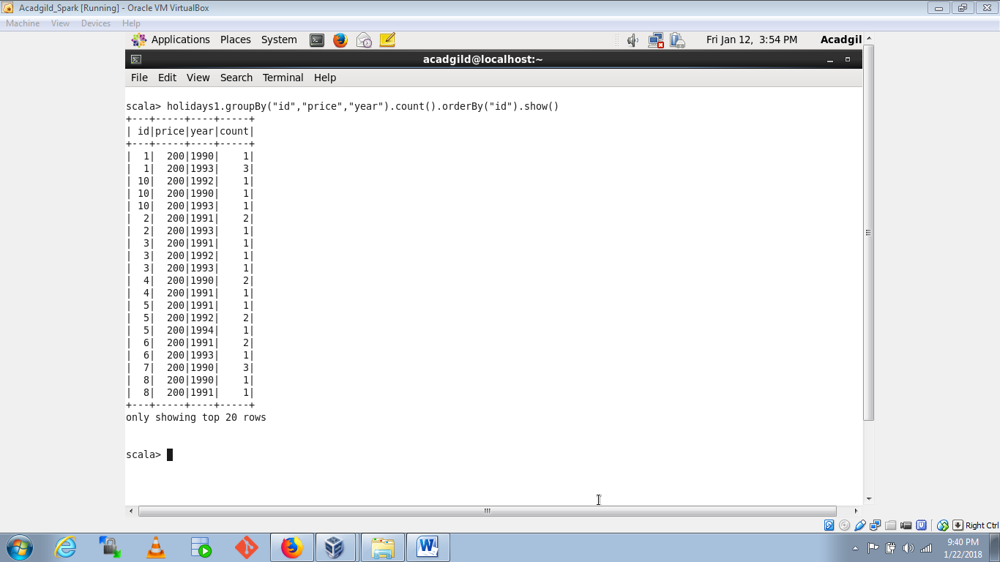 Acadgild_Spark [Running] - Oracle VM VirtualBox
Machine View Devices Help
Applications Places System Fri Jan 12, 3:54 PM Acadgil
acadgild@localhost:~
File Edit View Search Terminal Help
scala> holidays1.groupBy("id","price","year").count().orderBy("id").show()
+---+-----+----+-----+
| id|price|year|count|
+---+-----+----+-----+
|  1|  200|1990|    1|
|  1|  200|1993|    3|
| 10|  200|1992|    1|
| 10|  200|1990|    1|
| 10|  200|1993|    1|
|  2|  200|1991|    2|
|  2|  200|1993|    1|
|  3|  200|1991|    1|
|  3|  200|1992|    1|
|  3|  200|1993|    1|
|  4|  200|1990|    2|
|  4|  200|1991|    1|
|  5|  200|1991|    1|
|  5|  200|1992|    2|
|  5|  200|1994|    1|
|  6|  200|1991|    2|
|  6|  200|1993|    1|
|  7|  200|1990|    3|
|  8|  200|1990|    1|
|  8|  200|1991|    1|
+---+-----+----+-----+
only showing top 20 rows
scala>
Right Ctrl
9:40 PM
1/22/2018